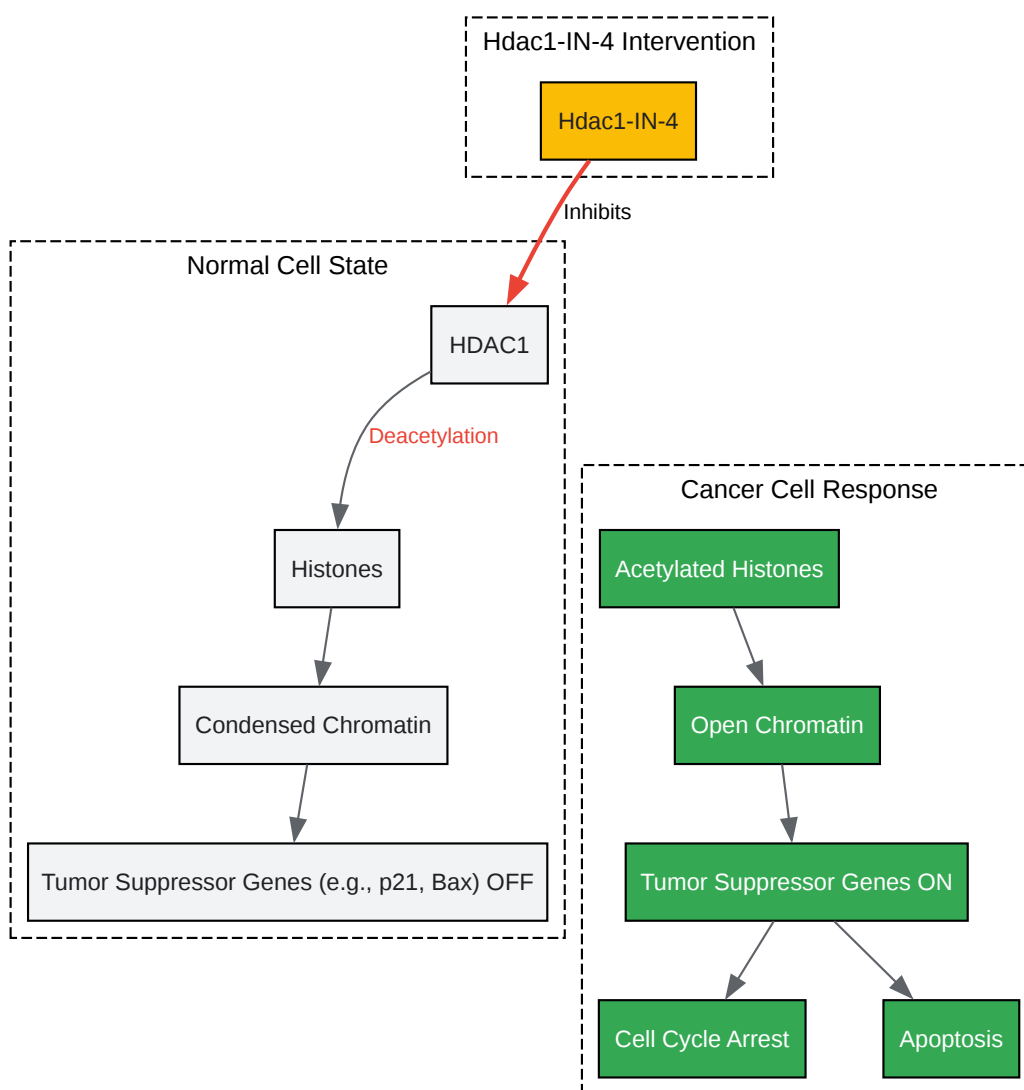 Hdac1-IN-4 Intervention
Hdac1-IN-4
Inhibits
Normal Cell State
HDAC1
Deacetylation
Histones
Condensed Chromatin
Tumor Suppressor Genes (e.g., p21, Bax) OFF
Cancer Cell Response
Acetylated Histones
Open Chromatin
Tumor Suppressor Genes ON
Cell Cycle Arrest
Apoptosis